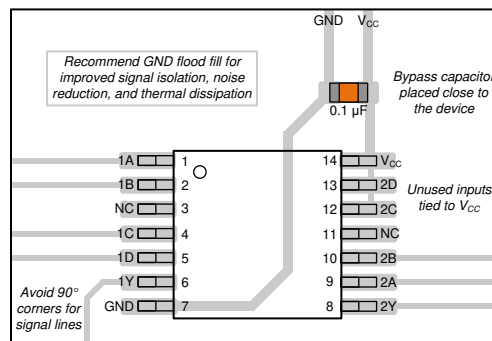 GND VCC
Recommend GND flood fill for
improved signal isolation, noise
reduction, and thermal dissipation
Bypass capacitor
placed close to
the device
0.1 µF
1A 1 14 VCC
1B 2 13 2D
Unused inputs
tied to VCC
NC 3 12 2C
1C 4 11 NC
1D 5 10 2B
1Y 6 9 2A
GND 7 8 2Y
Avoid 90°
corners for
signal lines